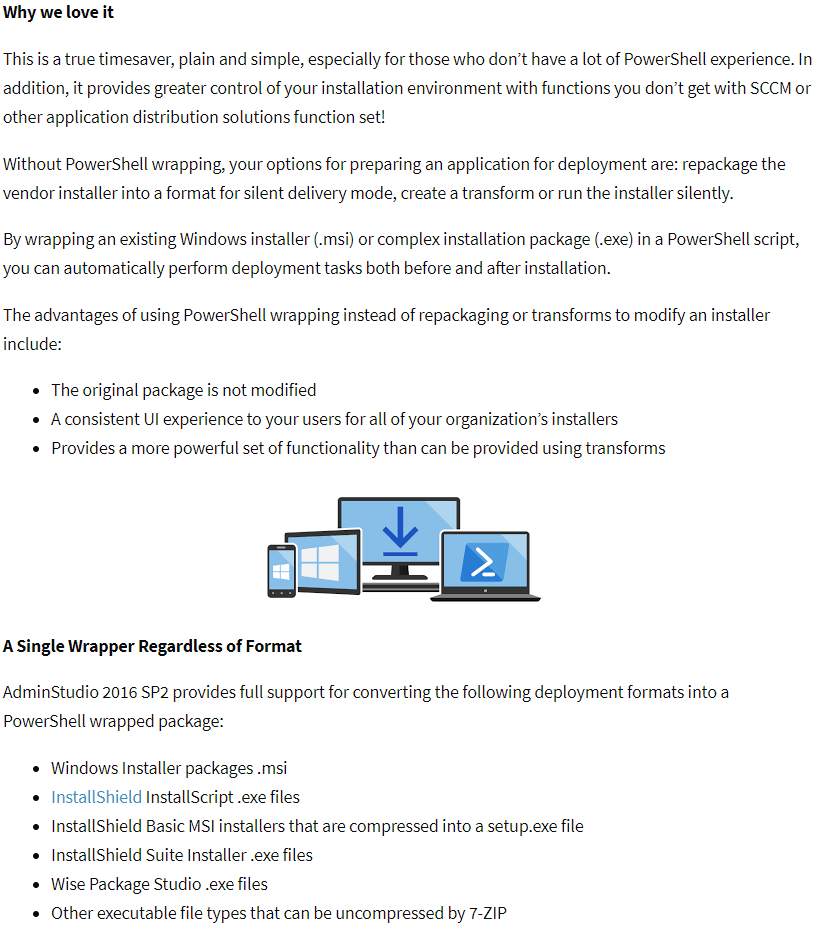 Why we love it
This is a true timesaver, plain and simple, especially for those who don’t have a lot of PowerShell experience. In
addition, it provides greater control of your installation environment with functions you don’t get with SCCM or
other application distribution solutions function set!
Without PowerShell wrapping, your options for preparing an application for deployment are: repackage the
vendor installer into a format for silent delivery mode, create a transform or run the installer silently.
By wrapping an existing Windows installer (.msi) or complex installation package (.exe) in a PowerShell script,
you can automatically perform deployment tasks both before and after installation.
The advantages of using PowerShell wrapping instead of repackaging or transforms to modify an installer
include:
• The original package is not modified
• A consistent UI experience to your users for all of your organization’s installers
• Provides a more powerful set of functionality than can be provided using transforms
A Single Wrapper Regardless of Format
AdminStudio 2016 SP2 provides full support for converting the following deployment formats into a
PowerShell wrapped package:
• Windows Installer packages .msi
• InstallShield InstallScript .exe files
• InstallShield Basic MSI installers that are compressed into a setup.exe file
• InstallShield Suite Installer .exe files
• Wise Package Studio .exe files
• Other executable file types that can be uncompressed by 7-ZIP